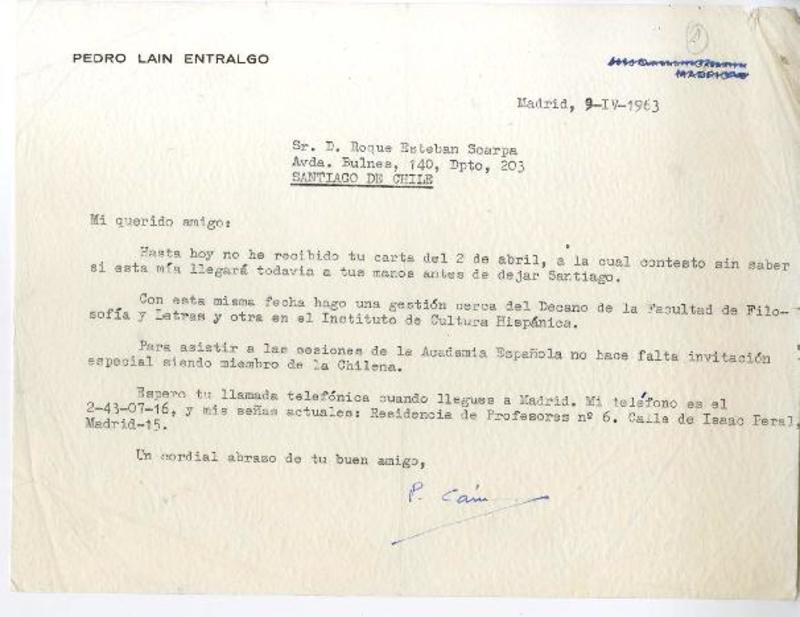 PEDRO LAIN ENTRALGO
Madrid, 9-IV-1963
Sr. D. Roque Esteban Scarpa
Avda. Bulnes, 140, Dpto, 203
SANTIAGO DE CHILE
Mi querido amigo:
Hasta hoy no he recibido tu carta del 2 de abril, a la cual contesto sin saber
si esta mía llegará todavia a tus manos antes de dejar Santiago.
Con esta misma fecha hago una gestión cerca del Decano de la Facultad de Filo-
sofía y Letras y otra en el Instituto de Cultura Hispánica.
Para asistir a las sesiones de la Academia Española no hace falta invitación
especial siendo miembro de la Chilena.
Espero tu llamada telefónica cuando llegues a Madrid. Mi teléfono es el
2-43-07-16, y mis señas actuales: Residencia de Profesores nº 6. Calle de Isaac Peral,
Madrid-15.
Un cordial abrazo de tu buen amigo,
P. Laín